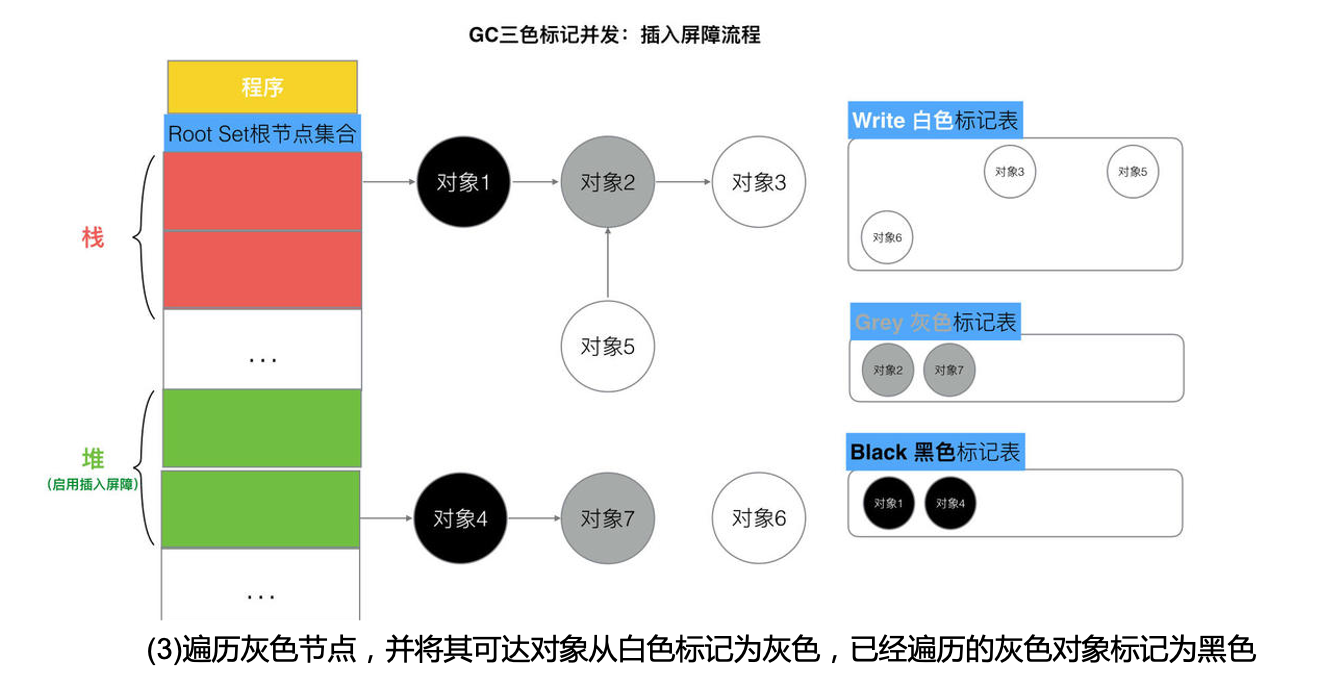 GC三色标记并发：插入屏障流程
程序
Root Set根节点集合
栈
...
堆
(启用插入屏障)
...
对象1
对象2
对象3
对象5
对象4
对象7
对象6
Write 白色标记表
对象3
对象5
对象6
Grey 灰色标记表
对象2
对象7
Black 黑色标记表
对象1
对象4
(3)遍历灰色节点，并将其可达对象从白色标记为灰色，已经遍历的灰色对象标记为黑色